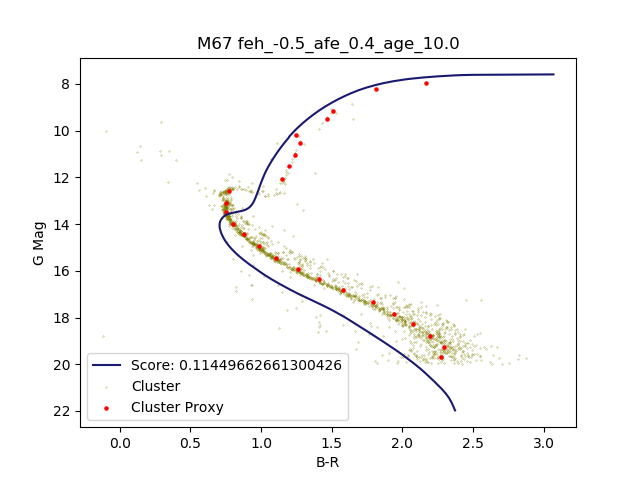 M67 feh_-0.5_afe_0.4_age_10.0
8
10
12
14
16
18
20
22
G Mag
Score: 0.11449662661300426
Cluster
Cluster Proxy
0.0 0.5 1.0 1.5 2.0 2.5 3.0
B-R